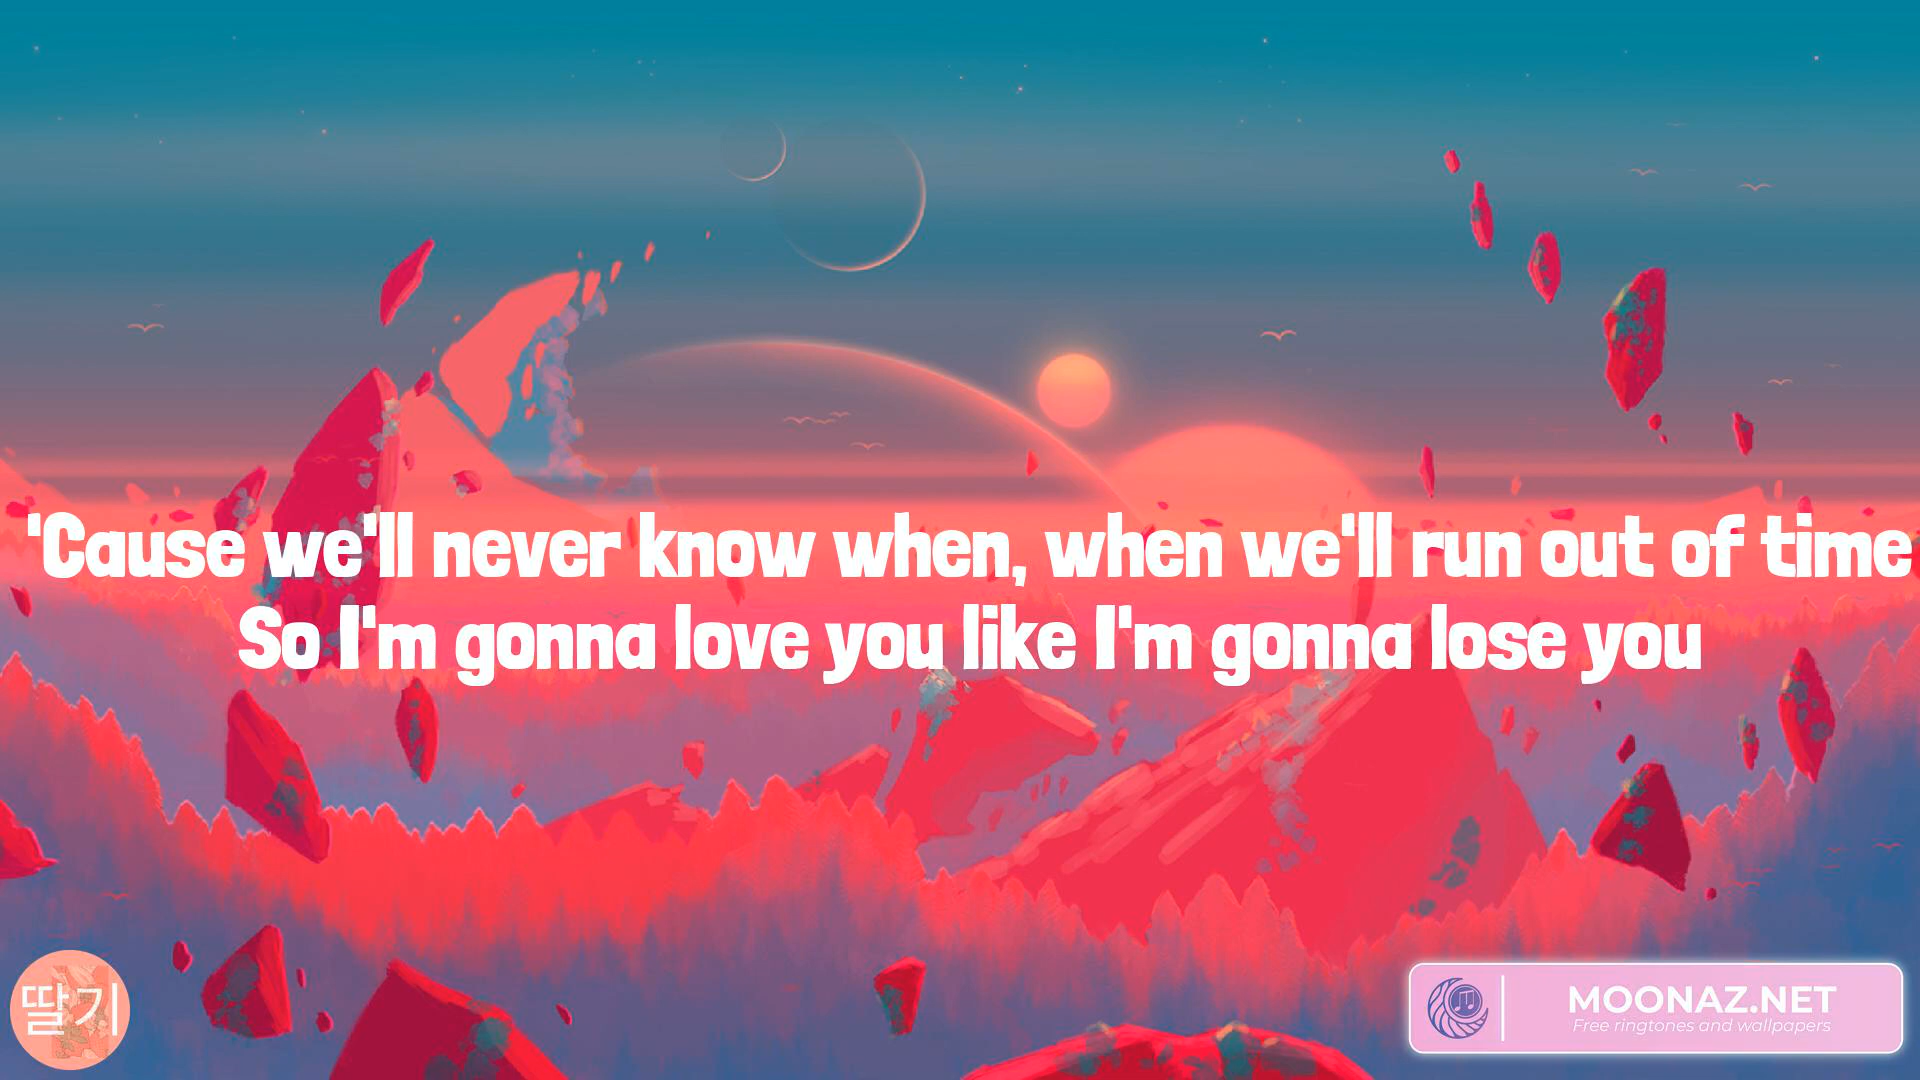 'Cause we'll never know when, when we'll run out of time
So I'm gonna love you like I'm gonna lose you
딸기
MOONAZ.NET
Free ringtones and wallpapers